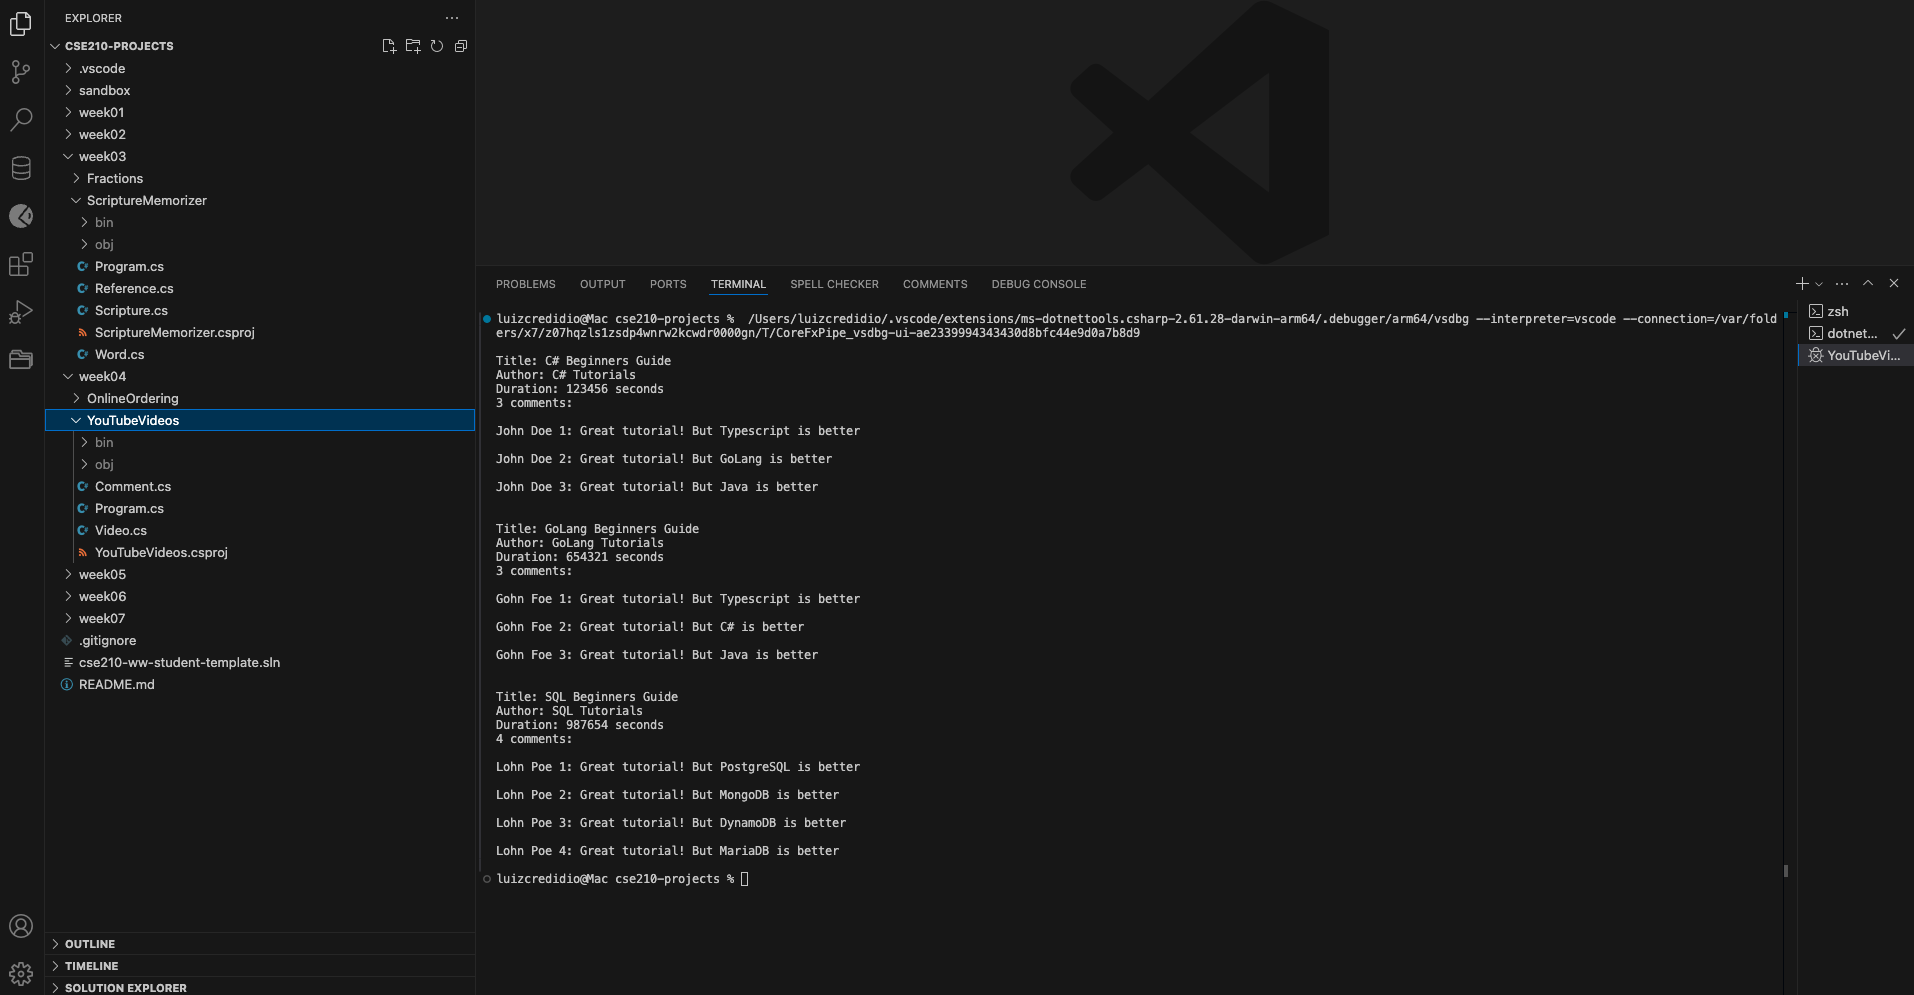 EXPLORER
CSE210-PROJECTS
.vscode
sandbox
week01
week02
week03
Fractions
ScriptureMemorizer
bin
obj
Program.cs
Reference.cs
Scripture.cs
ScriptureMemorizer.csproj
Word.cs
week04
OnlineOrdering
YouTubeVideos
bin
obj
Comment.cs
Program.cs
Video.cs
YouTubeVideos.csproj
week05
week06
week07
.gitignore
cse210-ww-student-template.sln
README.md
OUTLINE
TIMELINE
SOLUTION EXPLORER
PROBLEMS OUTPUT PORTS TERMINAL SPELL CHECKER COMMENTS DEBUG CONSOLE
luizcredidio@Mac cse210-projects %  /Users/luizcredidio/.vscode/extensions/ms-dotnettools.csharp-2.61.28-darwin-arm64/.debugger/arm64/vsdbg --interpreter=vscode --connection=/var/fold
ers/x7/z07hqzls1zsdp4wnrw2kcwdr0000gn/T/CoreFxPipe_vsdbg-ui-ae2339994343430d8bfc44e9d0a7b8d9
Title: C# Beginners Guide
Author: C# Tutorials
Duration: 123456 seconds
3 comments:
John Doe 1: Great tutorial! But Typescript is better
John Doe 2: Great tutorial! But GoLang is better
John Doe 3: Great tutorial! But Java is better
Title: GoLang Beginners Guide
Author: GoLang Tutorials
Duration: 654321 seconds
3 comments:
Gohn Foe 1: Great tutorial! But Typescript is better
Gohn Foe 2: Great tutorial! But C# is better
Gohn Foe 3: Great tutorial! But Java is better
Title: SQL Beginners Guide
Author: SQL Tutorials
Duration: 987654 seconds
4 comments:
Lohn Poe 1: Great tutorial! But PostgreSQL is better
Lohn Poe 2: Great tutorial! But MongoDB is better
Lohn Poe 3: Great tutorial! But DynamoDB is better
Lohn Poe 4: Great tutorial! But MariaDB is better
luizcredidio@Mac cse210-projects %
zsh
dotnet...
YouTubeVi...